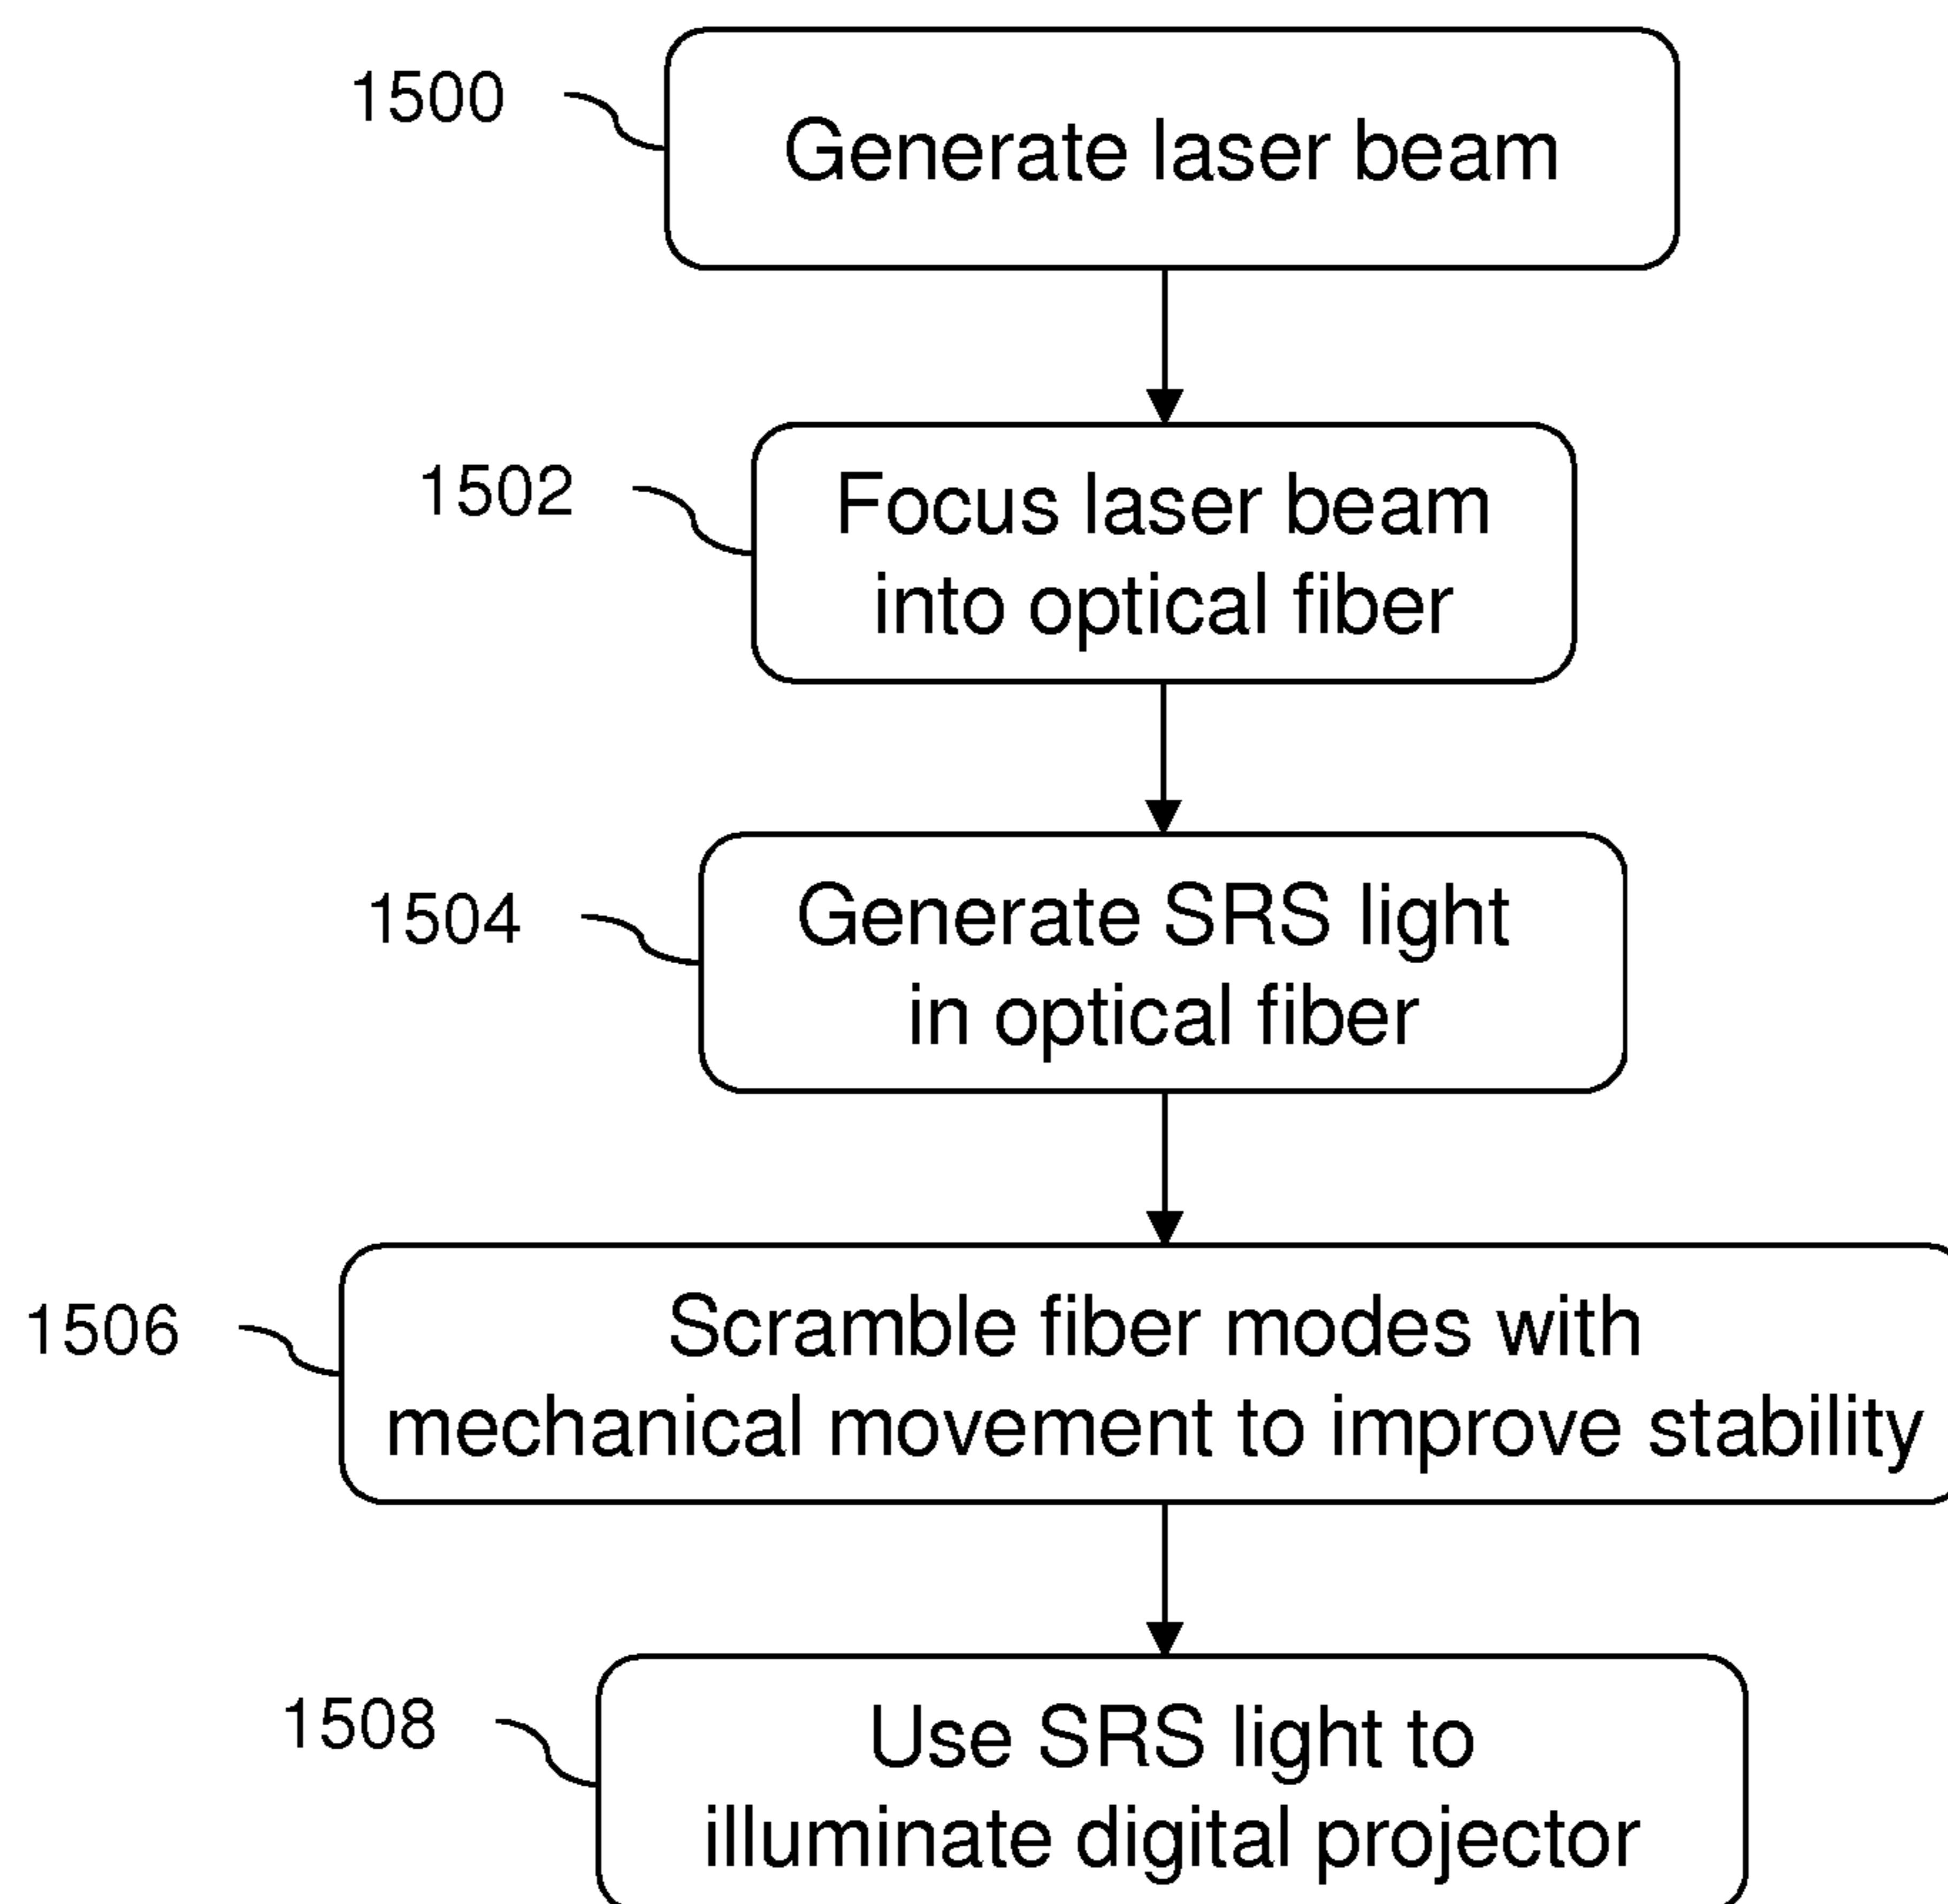 1500
Generate laser beam
1502
Focus laser beam
into optical fiber
1504
Generate SRS light
in optical fiber
1506
Scramble fiber modes with
mechanical movement to improve stability
1508
Use SRS light to
illuminate digital projector